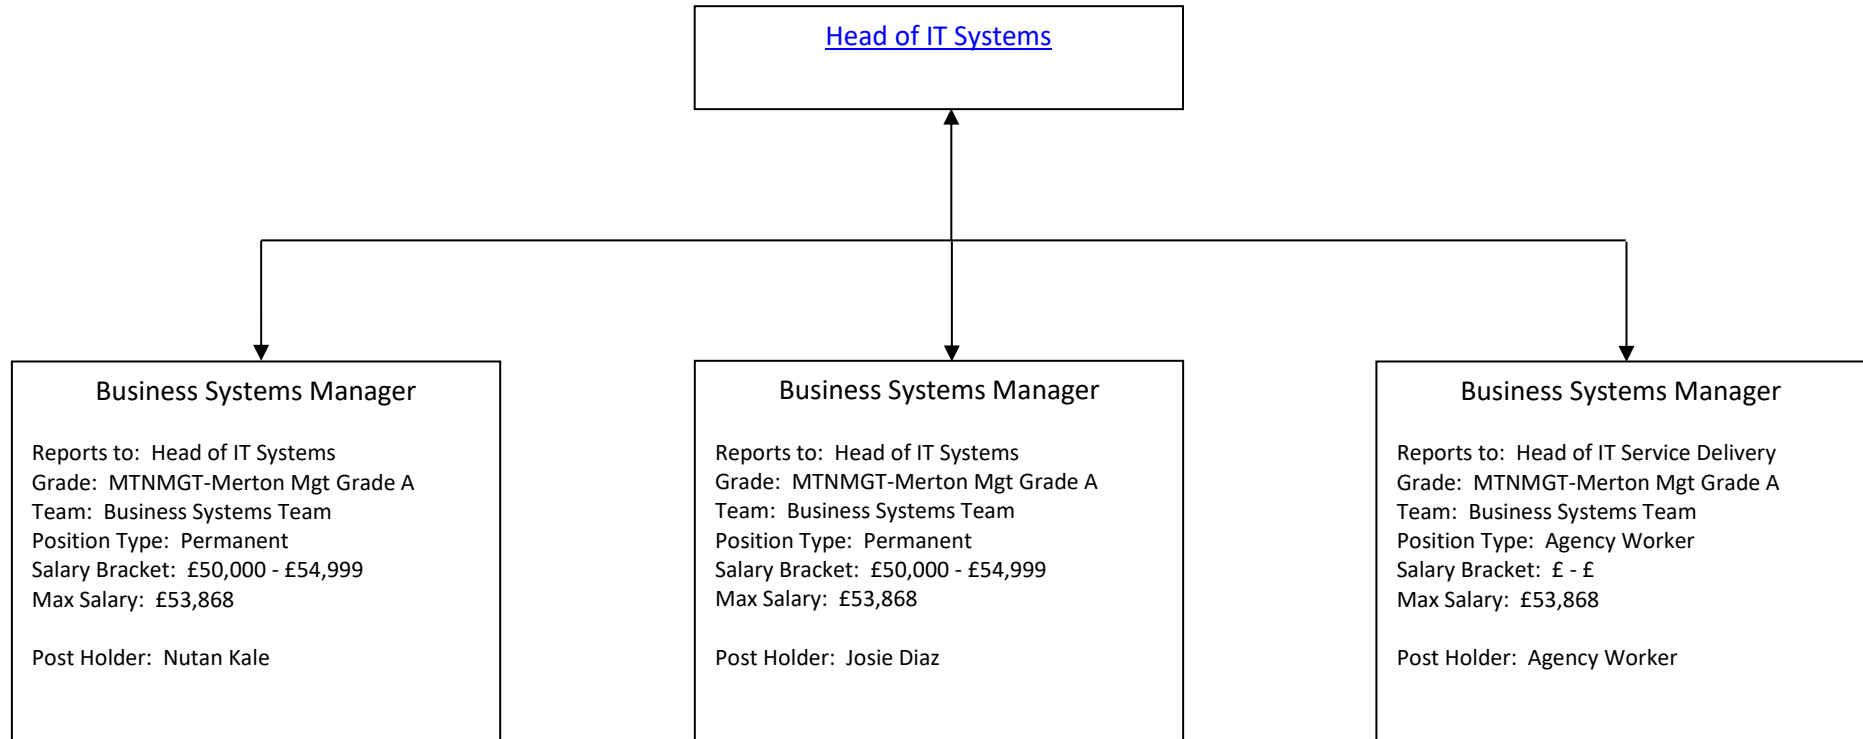 Head of IT Systems
Business Systems Manager
Reports to:  Head of IT Systems
Grade:  MTNMGT-Merton Mgt Grade A
Team:  Business Systems Team
Position Type:  Permanent
Salary Bracket:  £50,000 - £54,999
Max Salary:  £53,868
Post Holder:  Nutan Kale
Business Systems Manager
Reports to:  Head of IT Systems
Grade:  MTNMGT-Merton Mgt Grade A
Team:  Business Systems Team
Position Type:  Permanent
Salary Bracket:  £50,000 - £54,999
Max Salary:  £53,868
Post Holder:  Josie Diaz
Business Systems Manager
Reports to:  Head of IT Service Delivery
Grade:  MTNMGT-Merton Mgt Grade A
Team:  Business Systems Team
Position Type:  Agency Worker
Salary Bracket:  £ - £
Max Salary:  £53,868
Post Holder:  Agency Worker